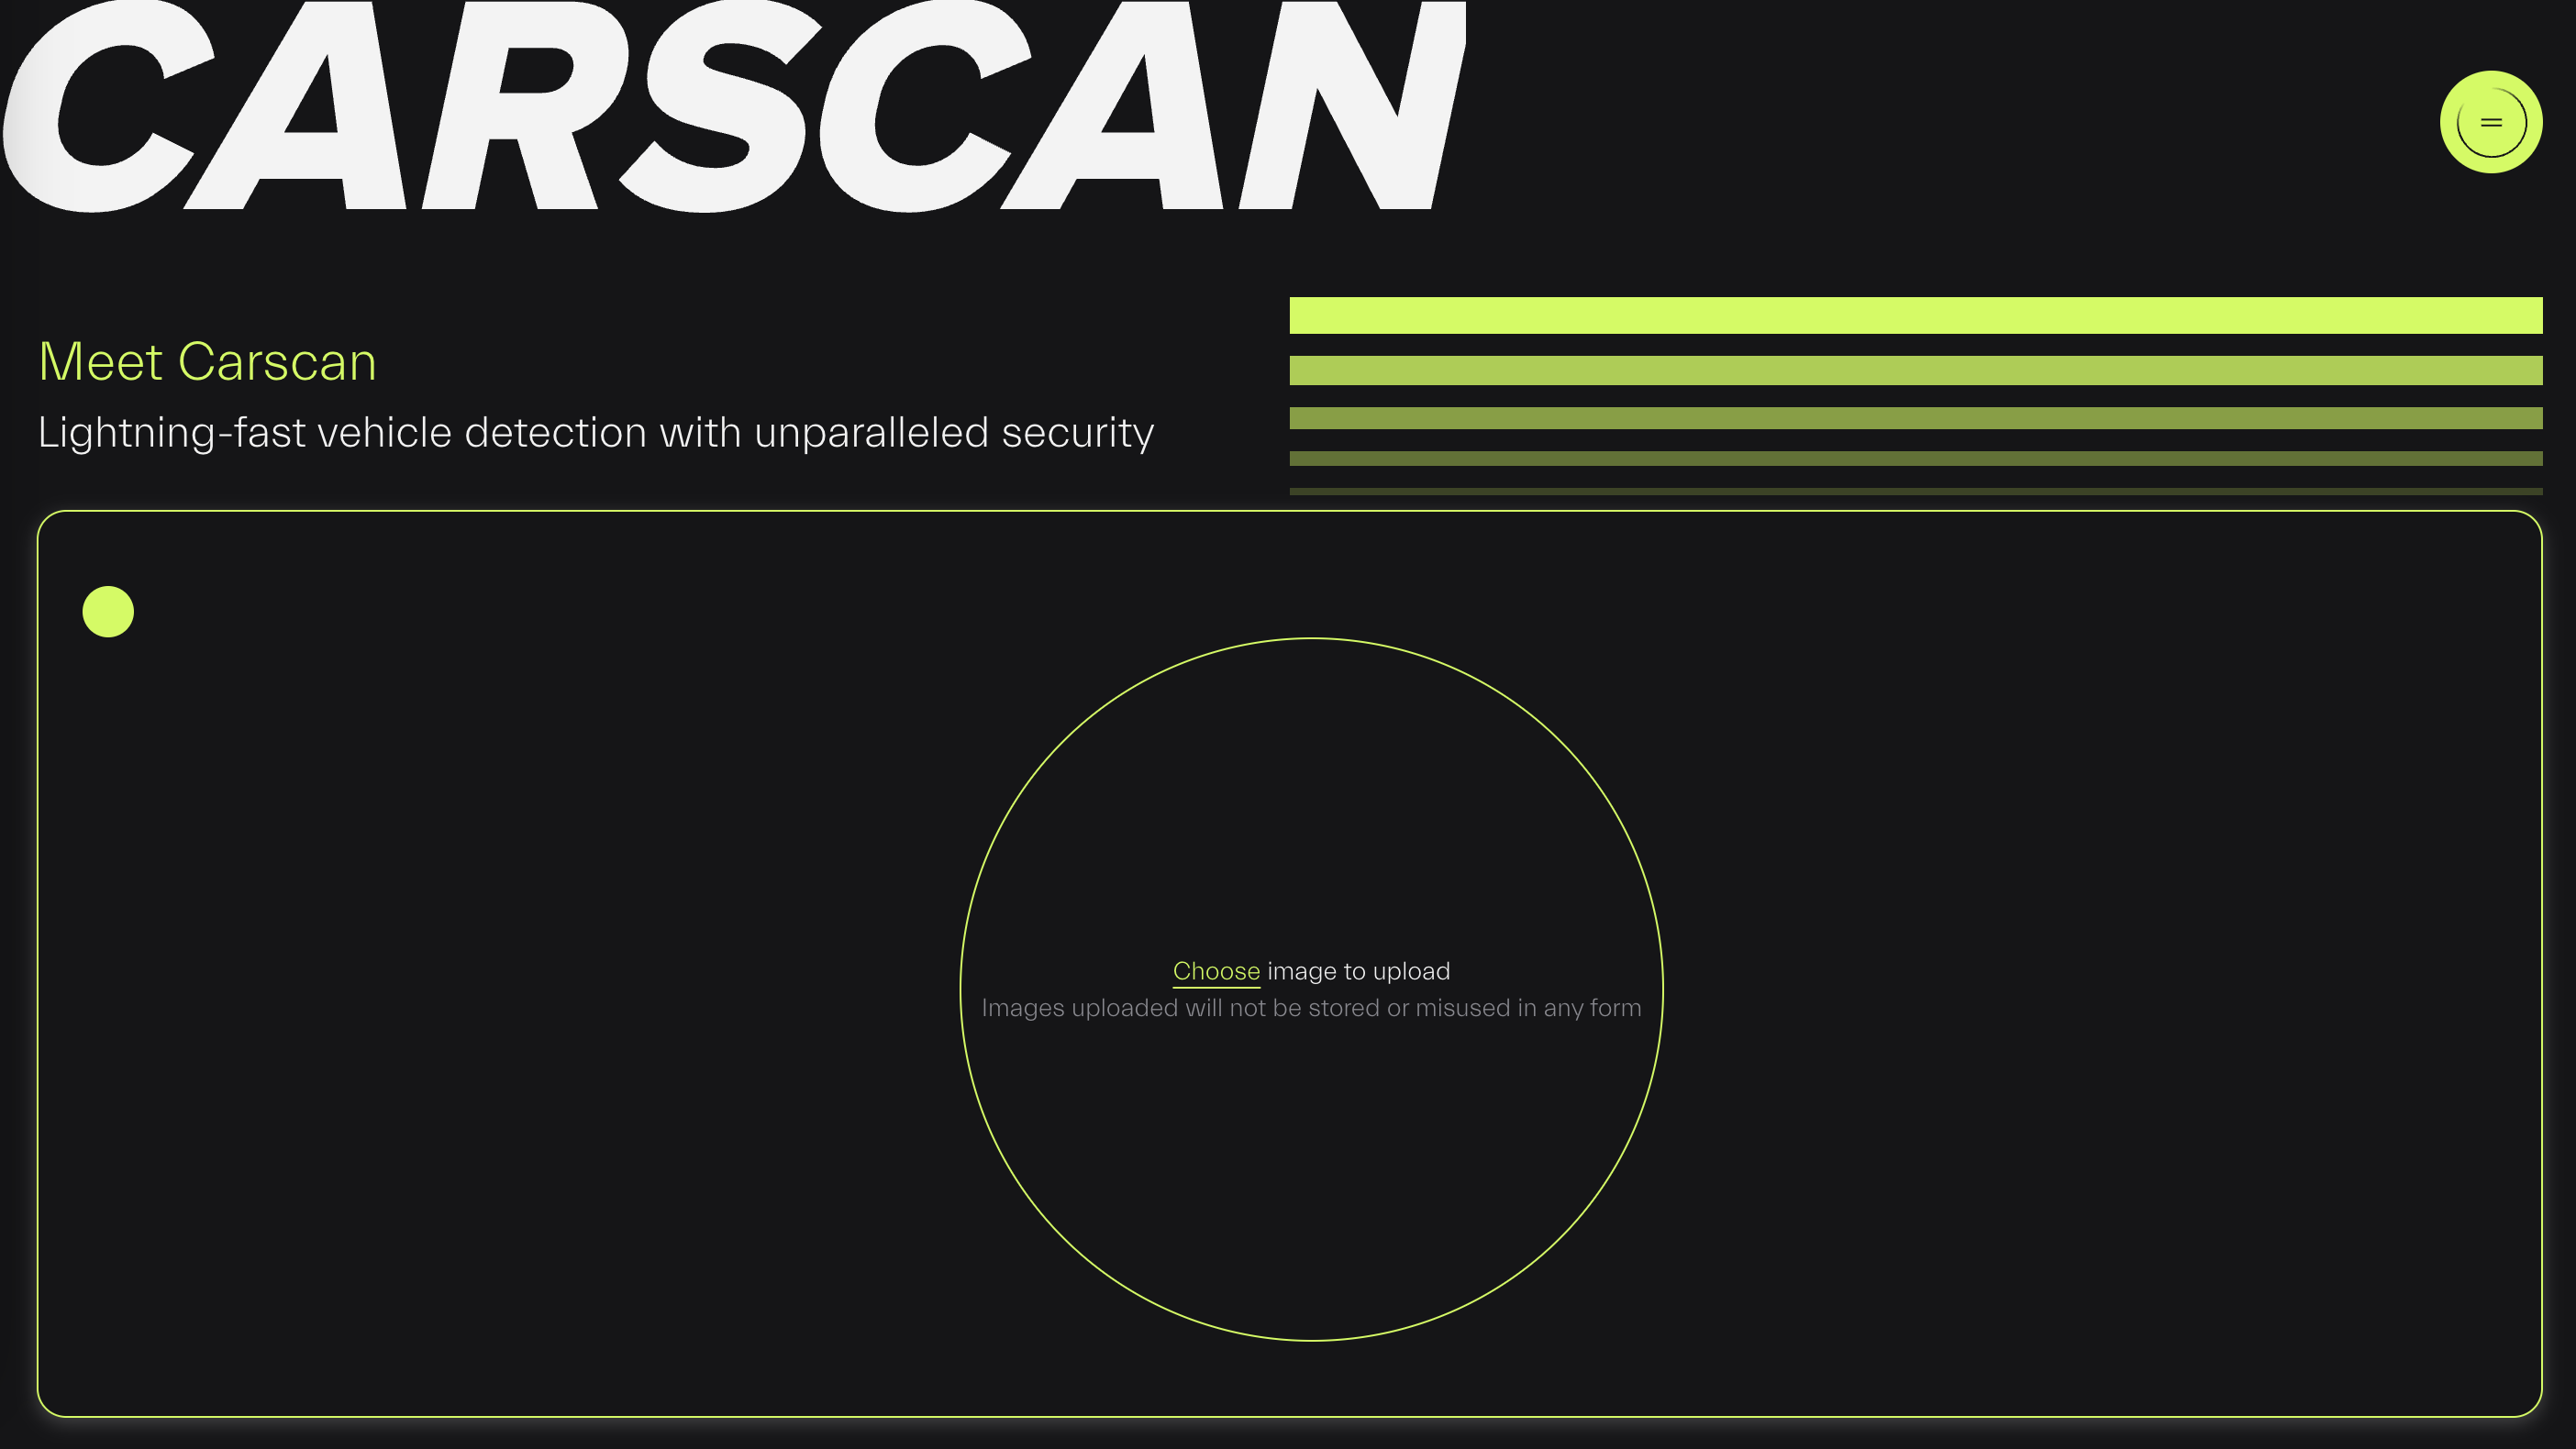 CARSCAN
Meet Carscan
Lightning-fast vehicle detection with unparalleled security
Choose image to upload
Images uploaded will not be stored or misused in any form